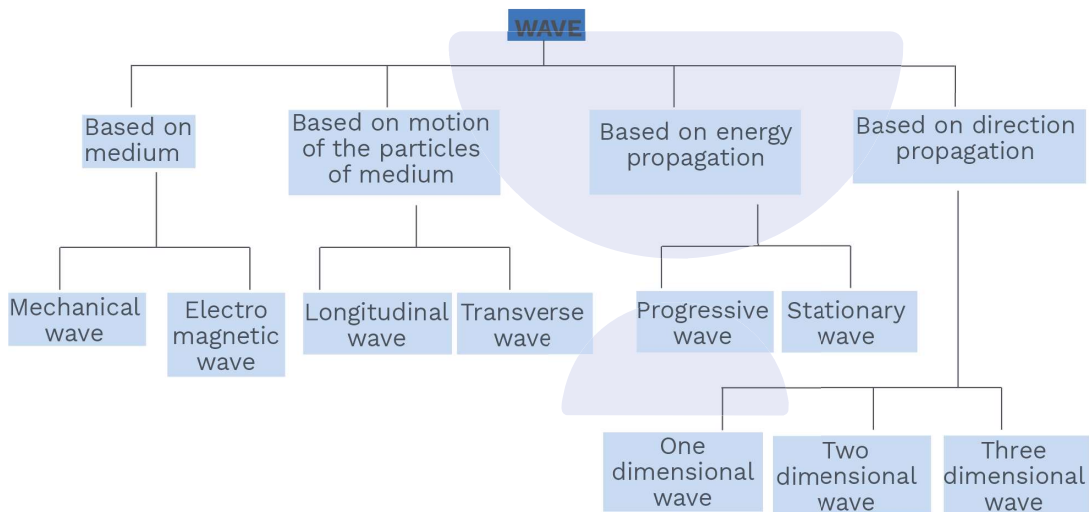 WAVE
Based on
medium
Based on motion
of the particles
of medium
Based on energy
propagation
Based on direction
propagation
Mechanical
wave
Electro
magnetic
wave
Longitudinal
wave
Transverse
wave
Progressive
wave
Stationary
wave
One
dimensional
wave
Two
dimensional
wave
Three
dimensional
wave